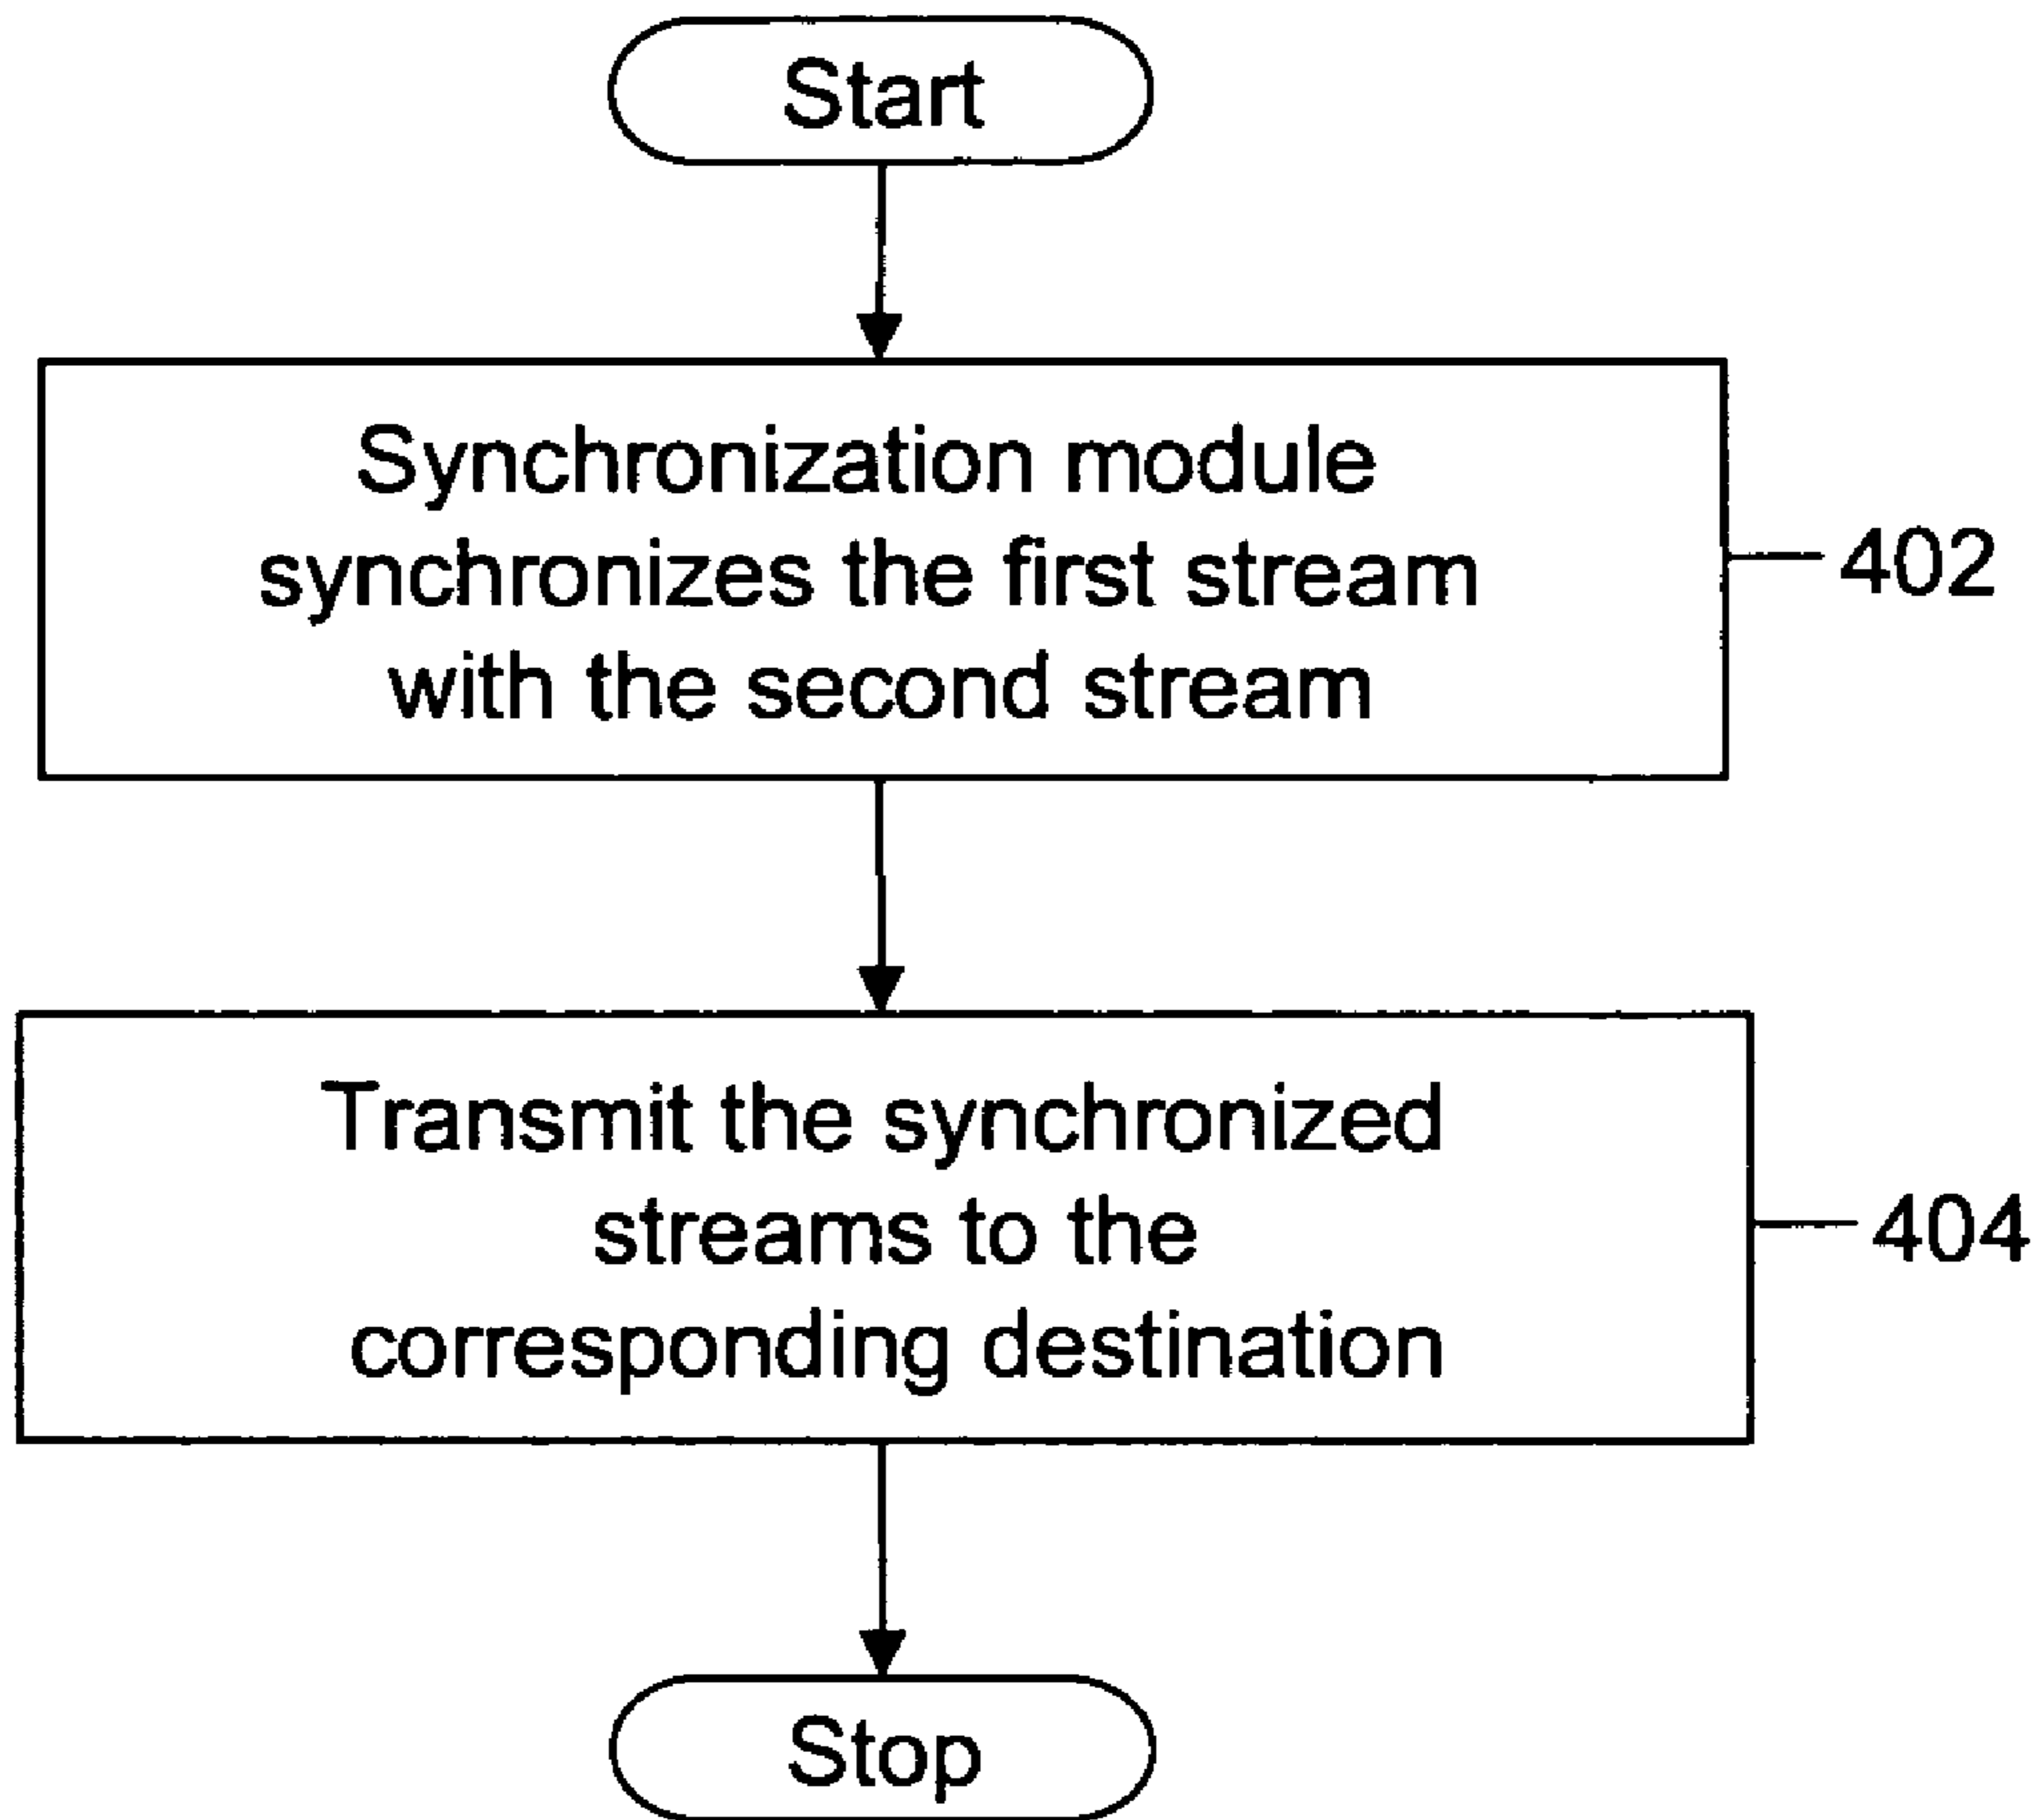 Start
Synchronization module
synchronizes the first stream
with the second stream
402
Transmit the synchronized
streams to the
corresponding destination
404
Stop